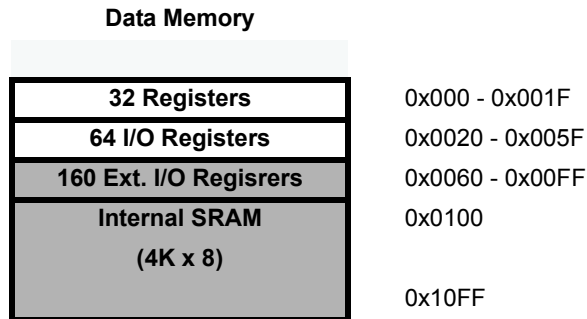 Data Memory
32 Registers 0x000 - 0x001F
64 I/O Registers 0x0020 - 0x005F
160 Ext. I/O Regisrers 0x0060 - 0x00FF
Internal SRAM 0x0100
(4K x 8)
0x10FF